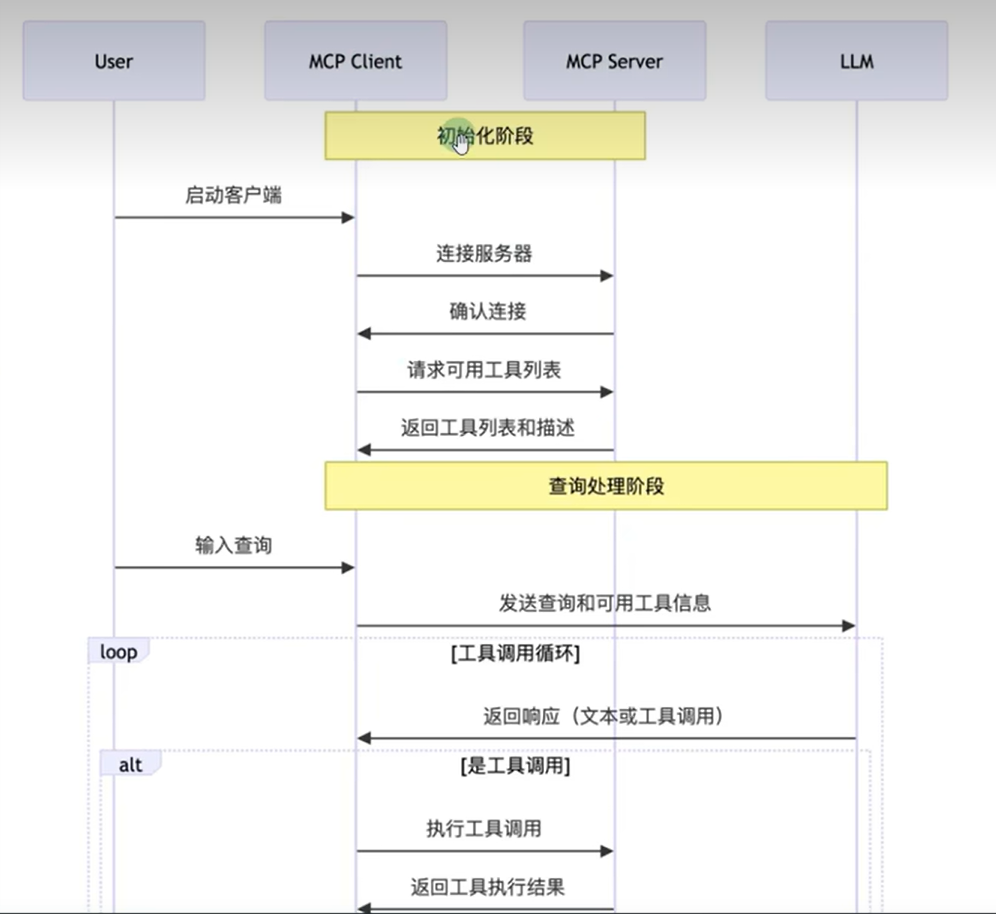 User
MCP Client
MCP Server
LLM
初始化阶段
启动客户端
连接服务器
确认连接
请求可用工具列表
返回工具列表和描述
查询处理阶段
输入查询
发送查询和可用工具信息
loop
[工具调用循环]
返回响应（文本或工具调用）
alt
[是工具调用]
执行工具调用
返回工具执行结果